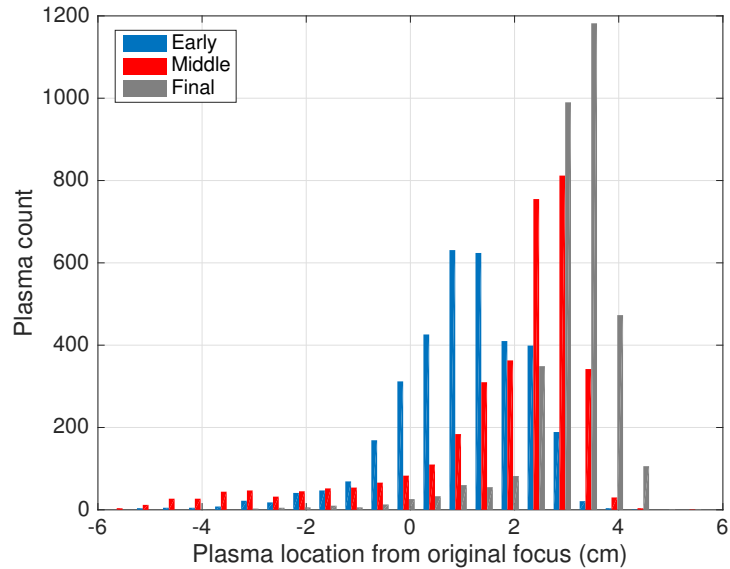 1200
1000
800
600
400
200
0
Plasma count
Early
Middle
Final
-6 -4 -2 0 2 4 6
Plasma location from original focus (cm)